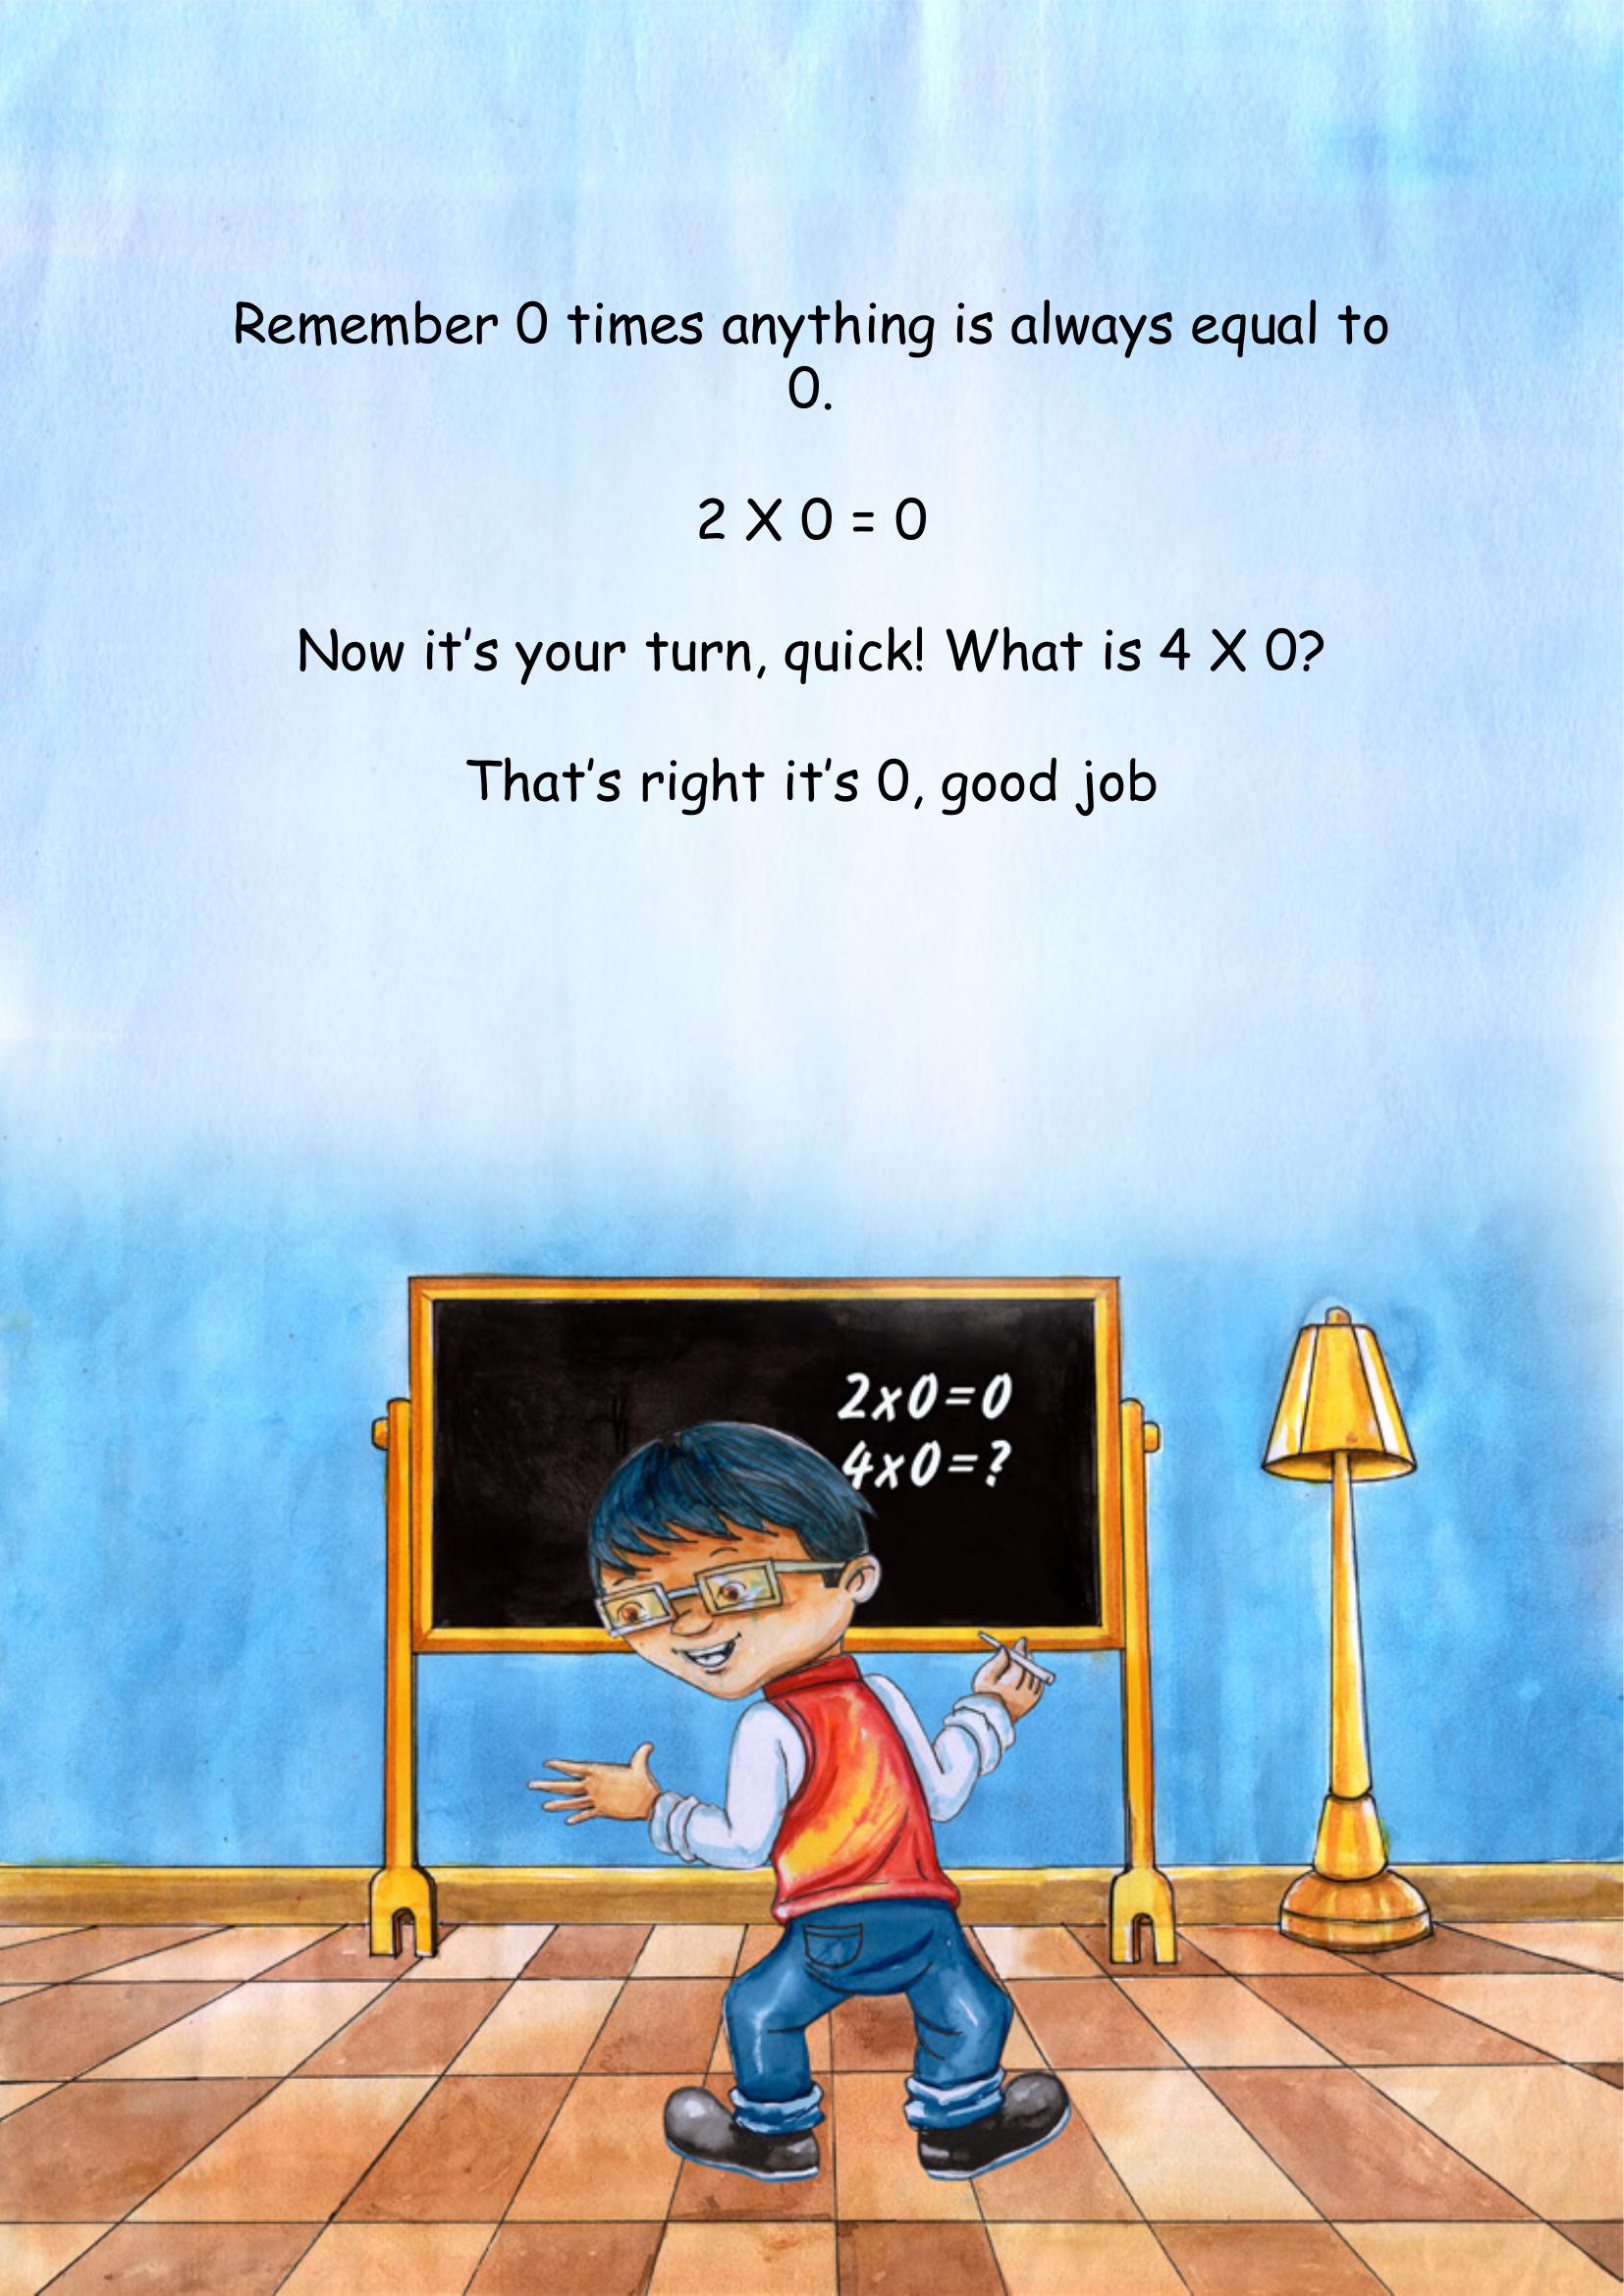 Remember 0 times anything is always equal to
0.
2 X 0 = 0
Now it’s your turn, quick! What is 4 X 0?
That’s right it’s 0, good job
2x0=0
4x0=?